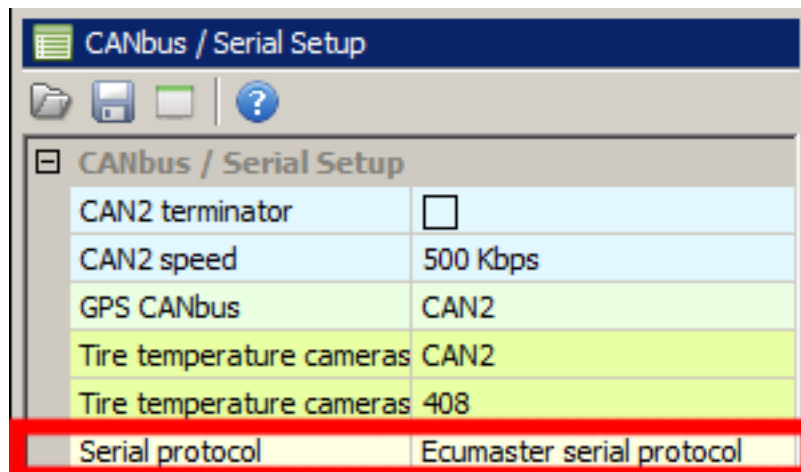 CANbus / Serial Setup
CANbus / Serial Setup
CAN2 terminator
CAN2 speed 500 Kbps
GPS CANbus CAN2
Tire temperature cameras CAN2
Tire temperature cameras 408
Serial protocol Ecumaster serial protocol